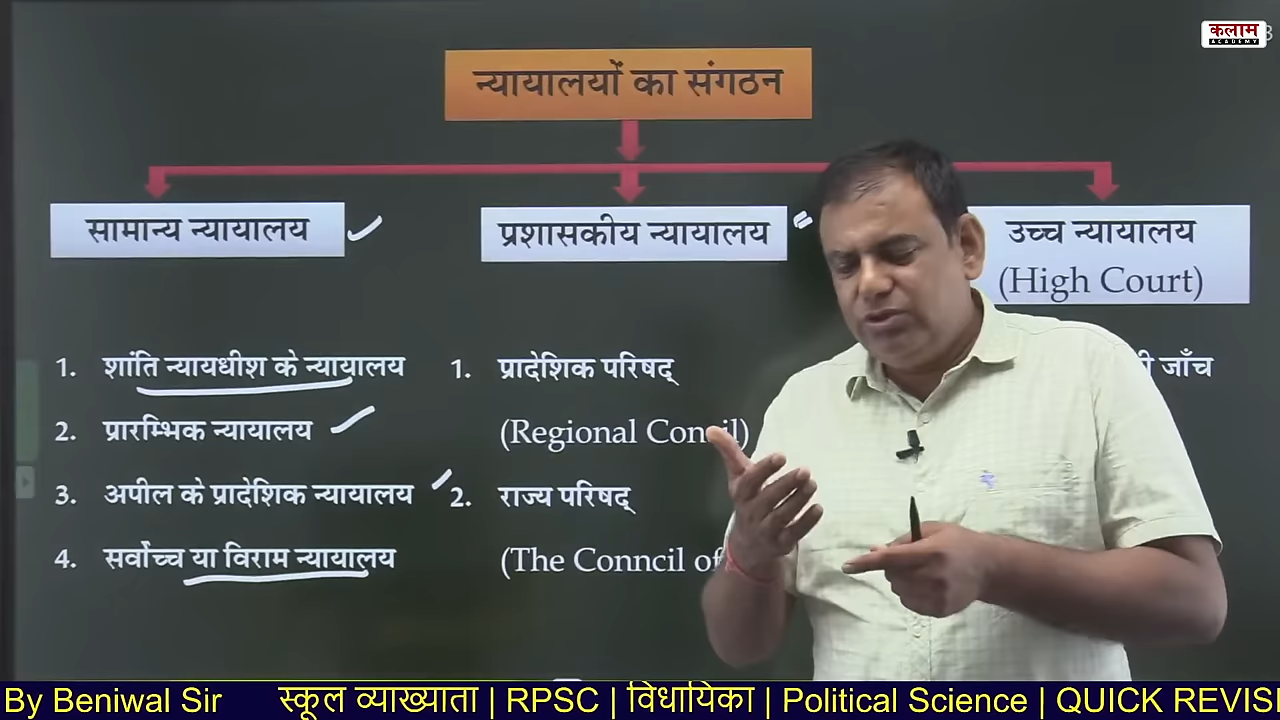 कलाम
ACADEMY
न्यायालयों का संगठन
सामान्य न्यायालय
प्रशासकीय न्यायालय
उच्च न्यायालय
(High Court)
1. शांति न्यायधीश के न्यायालय
2. प्रारम्भिक न्यायालय
3. अपील के प्रादेशिक न्यायालय
4. सर्वोच्च या विराम न्यायालय
1. प्रादेशिक परिषद्
(Regional Concil)
2. राज्य परिषद्
(The Conncil of
जाँच
By Beniwal Sir स्कूल व्याख्याता | RPSC | विधायिका | Political Science | QUICK REVISI